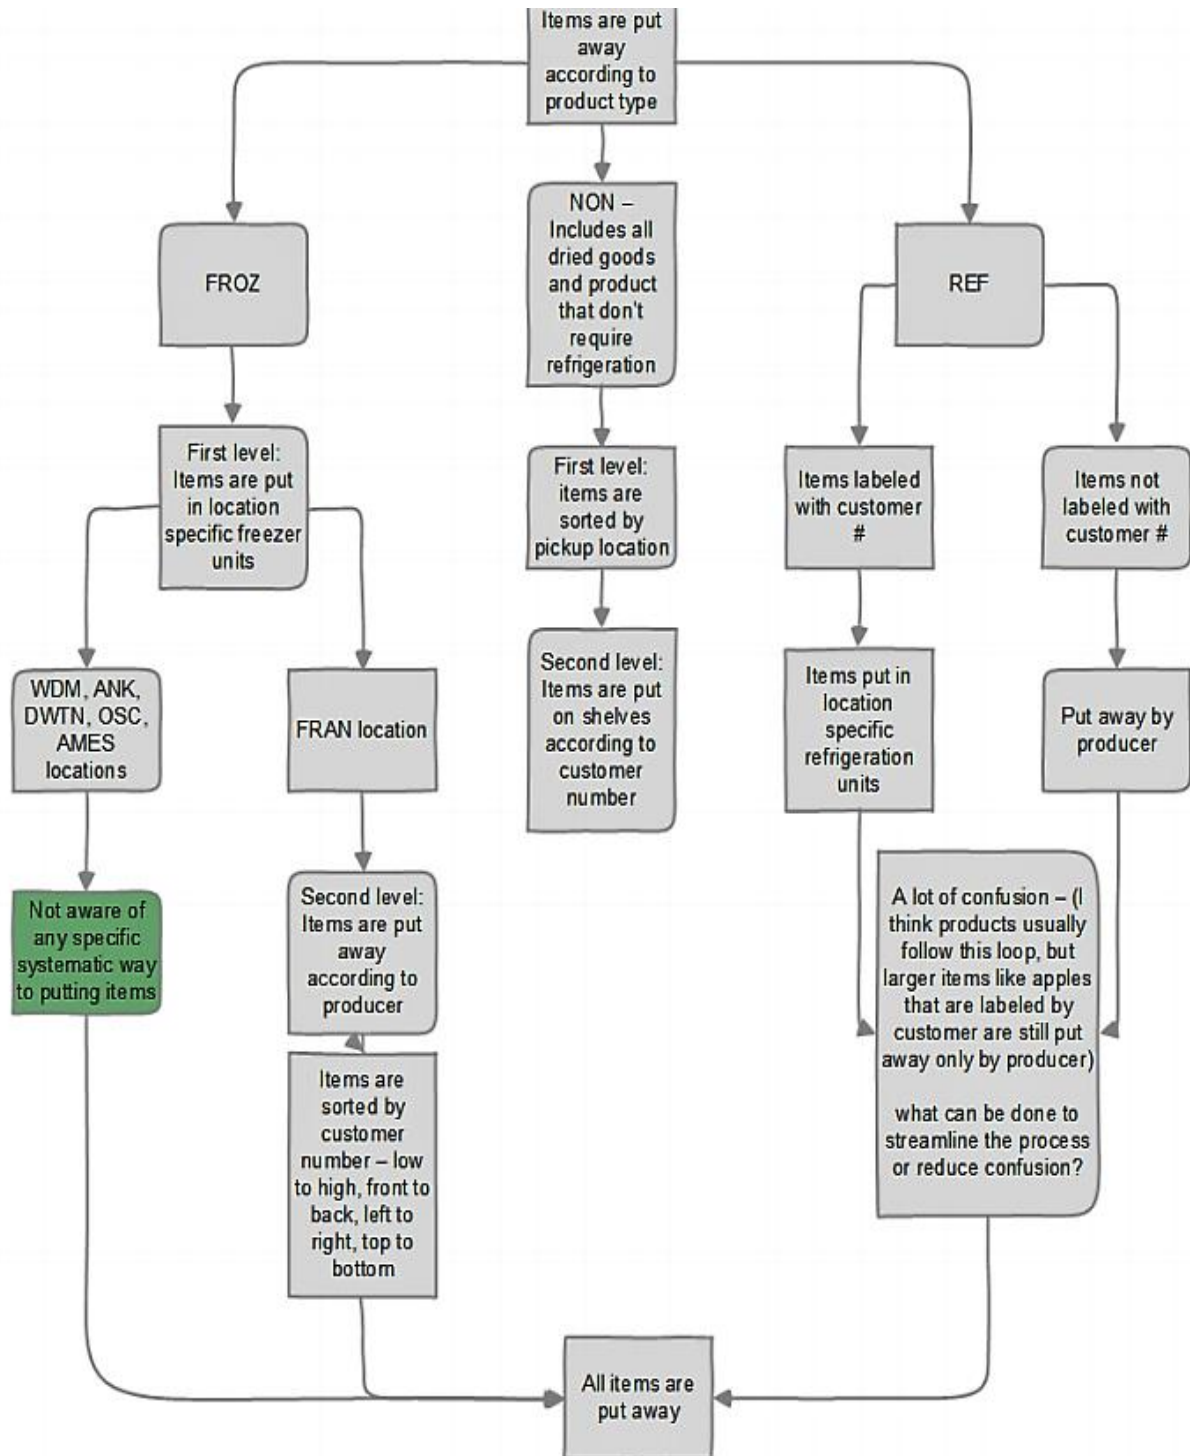 Items are put
away
according to
product type
FROZ
NON –
Includes all
dried goods
and product
that don't
require
refrigeration
REF
First level:
Items are put
in location
specific freezer
units
First level:
items are
sorted by
pickup location
Items labeled
with customer
#
Items not
labeled with
customer #
WDM, ANK,
DWTN, OSC,
AMES
locations
FRAN location
Second level:
Items are put
on shelves
according to
customer
number
Items put in
location
specific
refrigeration
units
Put away by
producer
Not aware of
any specific
systematic way
to putting items
Second level:
Items are put
away
according to
producer
A lot of confusion – (I
think products usually
follow this loop, but
larger items like apples
that are labeled by
customer are still put
away only by producer)
what can be done to
streamline the process
or reduce confusion?
Items are
sorted by
customer
number – low
to high, front to
back, left to
right, top to
bottom
All items are
put away